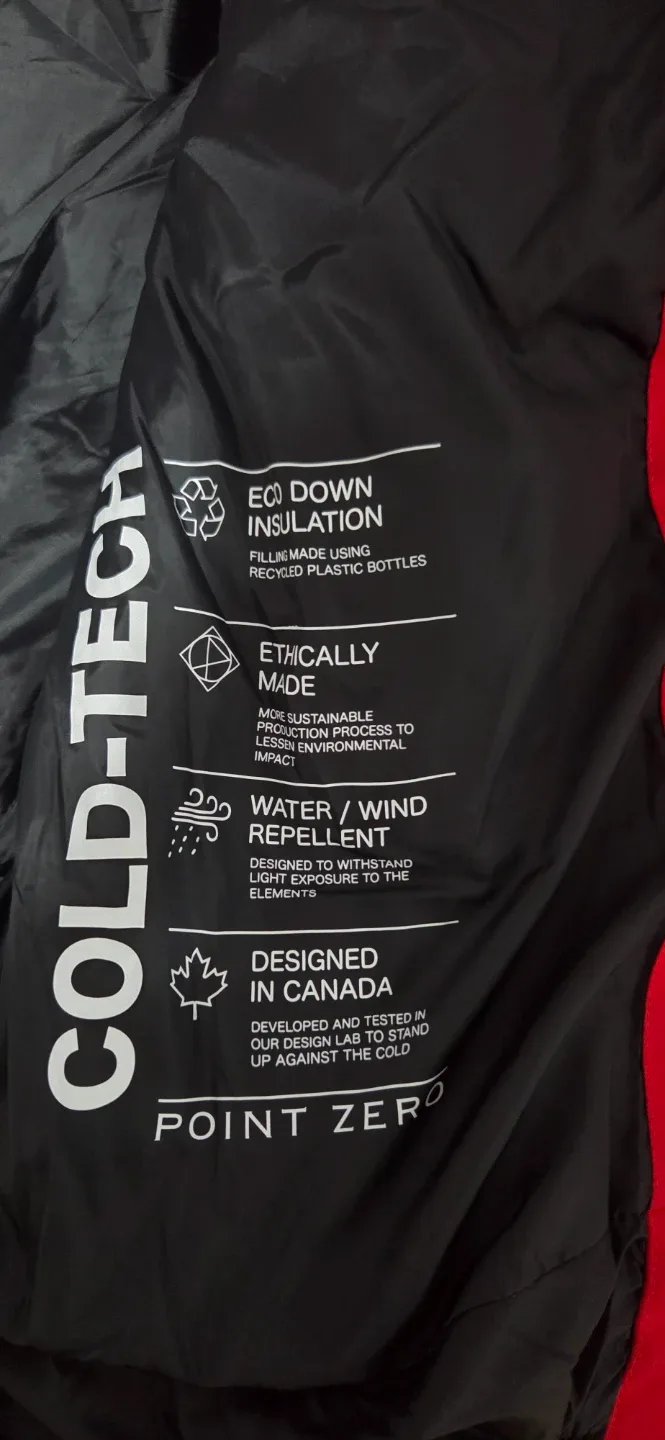 COLD-TECH
ECO DOWN
INSULATION
FILLING MADE USING
RECYCLED PLASTIC BOTTLES
ETHICALLY
MADE
MORE SUSTAINABLE
PRODUCTION PROCESS TO
LESSEN ENVIRONMENTAL
IMPACT
WATER / WIND
REPELLENT
DESIGNED TO WITHSTAND
LIGHT EXPOSURE TO THE
ELEMENTS
DESIGNED
IN CANADA
DEVELOPED AND TESTED IN
OUR DESIGN LAB TO STAND
UP AGAINST THE COLD
POINT ZERO